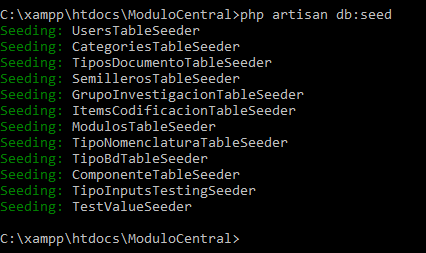 C:\xampp\htdocs\ModuloCentral>php artisan db:seed
Seeding: UsersTableSeeder
Seeding: CategoriesTableSeeder
Seeding: TiposDocumentoTableSeeder
Seeding: SemillerosTableSeeder
Seeding: GrupoInvestigacionTableSeeder
Seeding: ItemsCodificacionTableSeeder
Seeding: ModulosTableSeeder
Seeding: TipoNomenclaturaTableSeeder
Seeding: TipoBdTableSeeder
Seeding: ComponenteTableSeeder
Seeding: TipoInputsTestingSeeder
Seeding: TestValueSeeder
C:\xampp\htdocs\ModuloCentral>